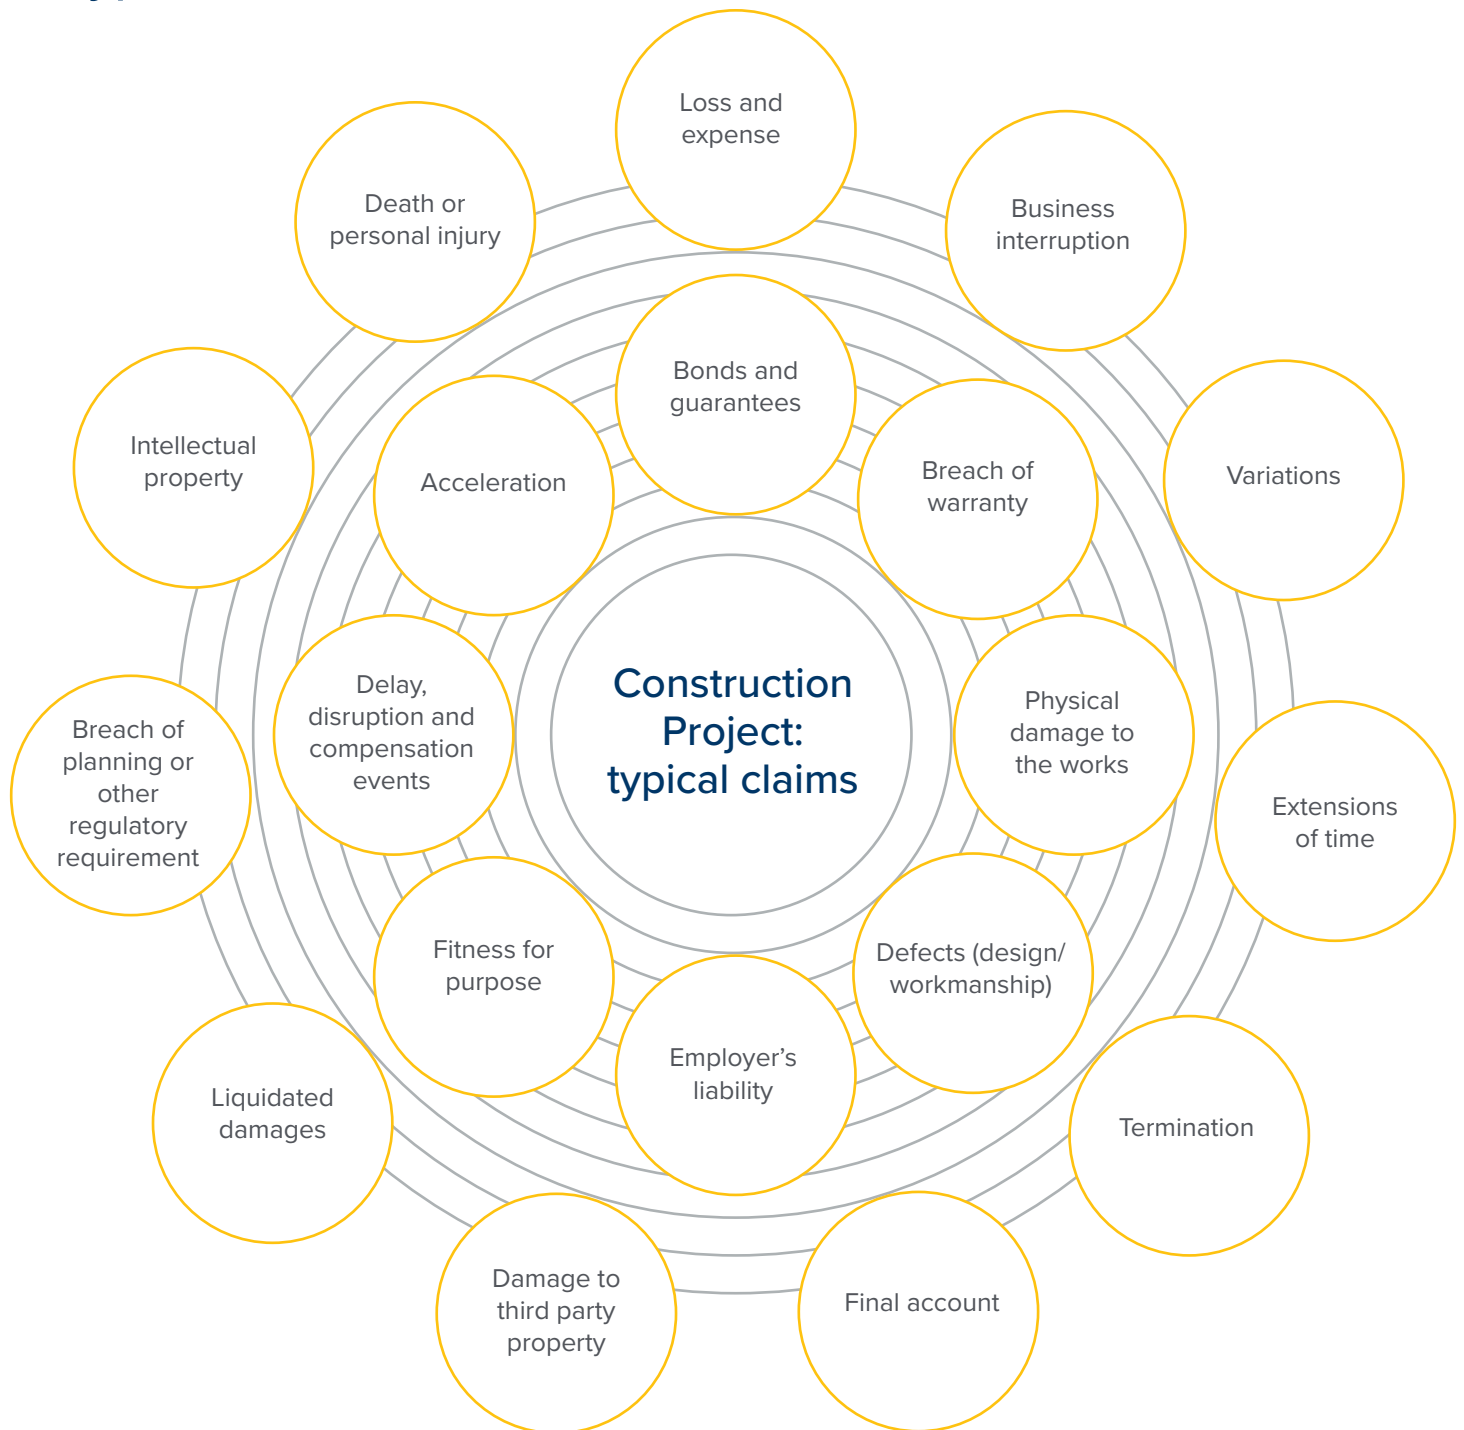 Loss and
expense
Death or
personal injury
Business
interruption
Bonds and
guarantees
Intellectual
property
Acceleration
Breach of
warranty
Variations
Construction
Project:
typical claims
Delay,
disruption and
compensation
events
Physical
damage to
the works
Breach of
planning or
other
regulatory
requirement
Extensions
of time
Fitness for
purpose
Defects (design/
workmanship)
Employer’s
liability
Liquidated
damages
Termination
Damage to
third party
property
Final account